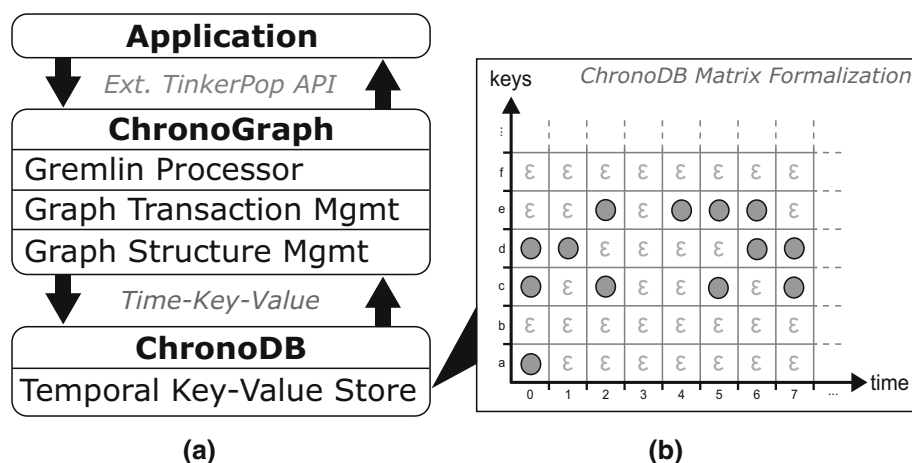 Application
Ext. TinkerPop API
ChronoGraph
Gremlin Processor
Graph Transaction Mgmt
Graph Structure Mgmt
Time-Key-Value
ChronoDB
Temporal Key-Value Store
(a)
ChronoDB Matrix Formalization
keys
⋮
f ε ε ε ε ε ε ε ε
e ε ε ε ε
d ε ε ε ε
c ε ε ε ε
b ε ε ε ε ε ε ε ε
a ε ε ε ε ε ε ε
time
0 1 2 3 4 5 6 7 ...
(b)